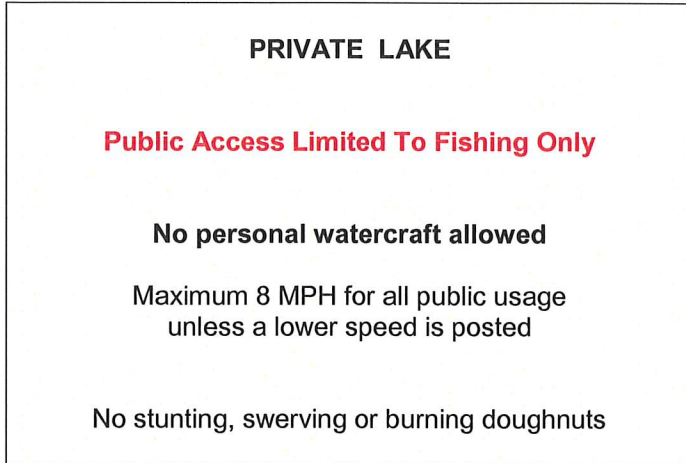 PRIVATE LAKE
Public Access Limited To Fishing Only
No personal watercraft allowed
Maximum 8 MPH for all public usage
unless a lower speed is posted
No stunting, swerving or burning doughnuts